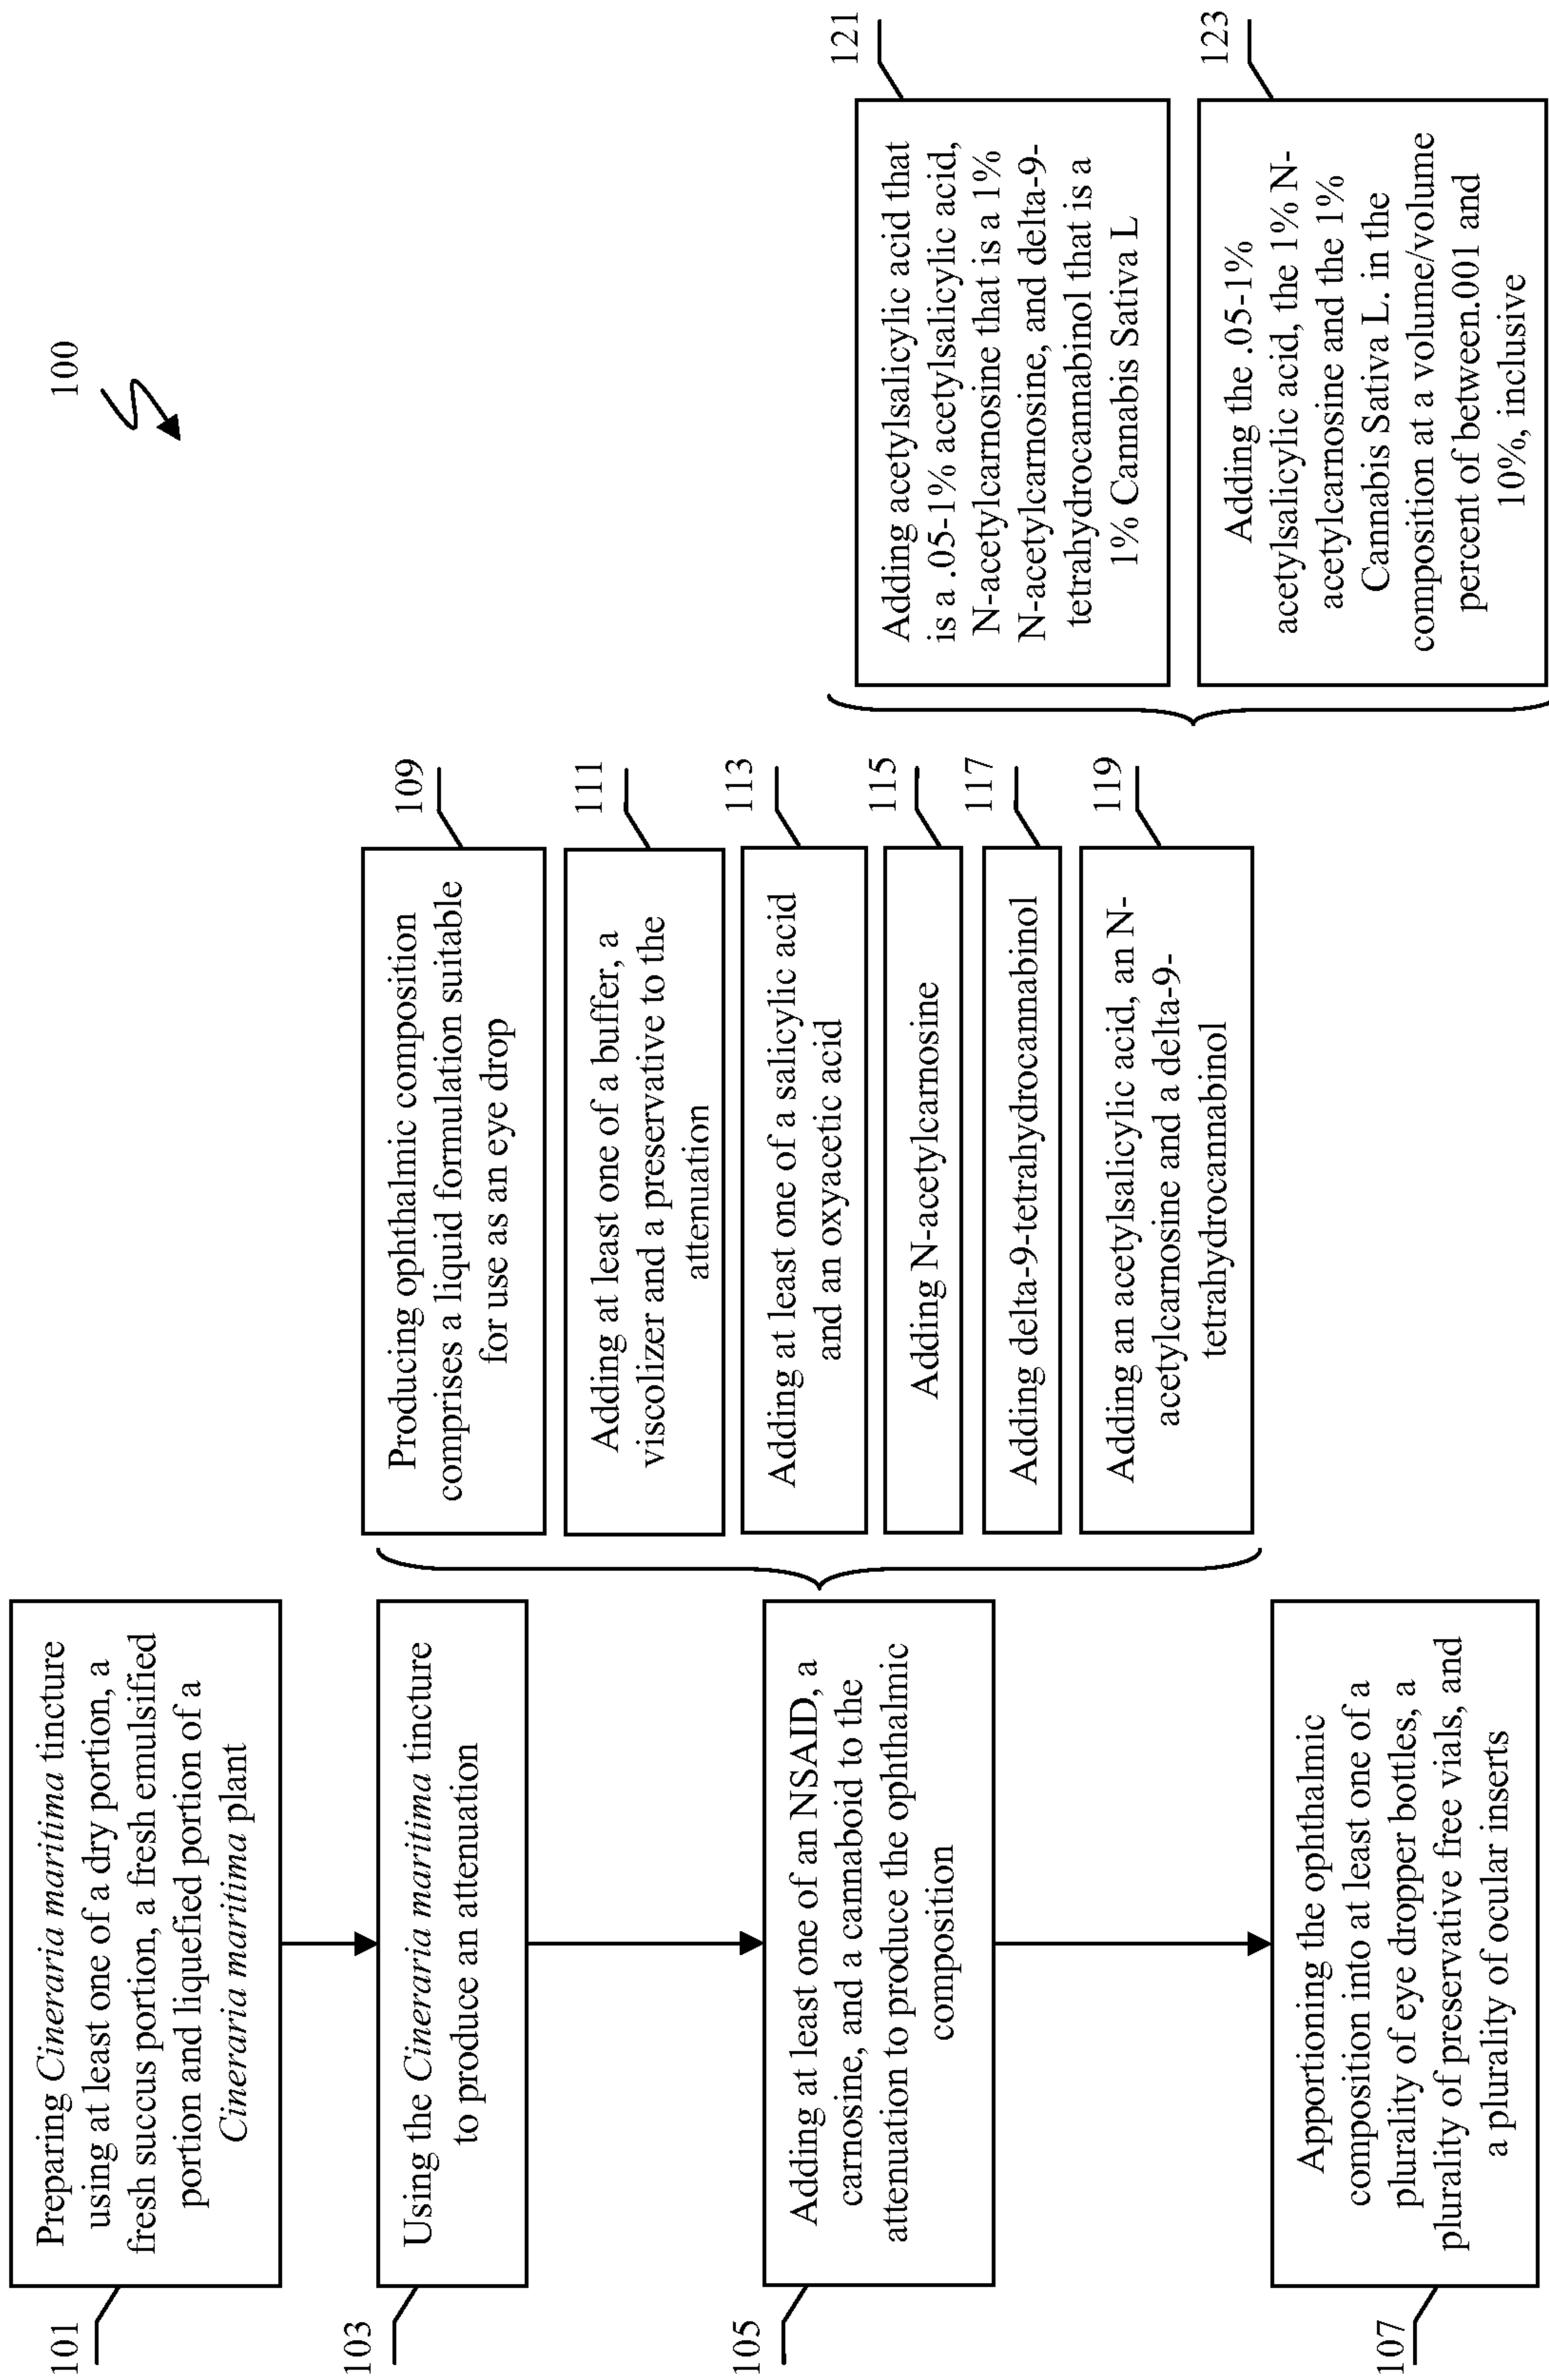 100
101
Preparing Cineraria maritima tincture
using at least one of a dry portion, a
fresh succus portion, a fresh emulsified
portion and liquefied portion of a
Cineraria maritima plant
103
Using the Cineraria maritima tincture
to produce an attenuation
105
Adding at least one of an NSAID, a
carnosine, and a cannaboid to the
attenuation to produce the ophthalmic
composition
107
Apportioning the ophthalmic
composition into at least one of a
plurality of eye dropper bottles, a
plurality of preservative free vials, and
a plurality of ocular inserts
109
Producing ophthalmic composition
comprises a liquid formulation suitable
for use as an eye drop
111
Adding at least one of a buffer, a
viscolizer and a preservative to the
attenuation
113
Adding at least one of a salicylic acid
and an oxyacetic acid
115
Adding N-acetylcarnosine
117
Adding delta-9-tetrahydrocannabinol
119
Adding an acetylsalicylic acid, an N-
acetylcarnosine and a delta-9-
tetrahydrocannabinol
121
Adding acetylsalicylic acid that
is a .05-1% acetylsalicylic acid,
N-acetylcarnosine that is a 1%
N-acetylcarnosine, and delta-9-
tetrahydrocannabinol that is a
1% Cannabis Sativa L
123
Adding the .05-1%
acetylsalicylic acid, the 1% N-
acetylcarnosine and the 1%
Cannabis Sativa L. in the
composition at a volume/volume
percent of between.001 and
10%, inclusive